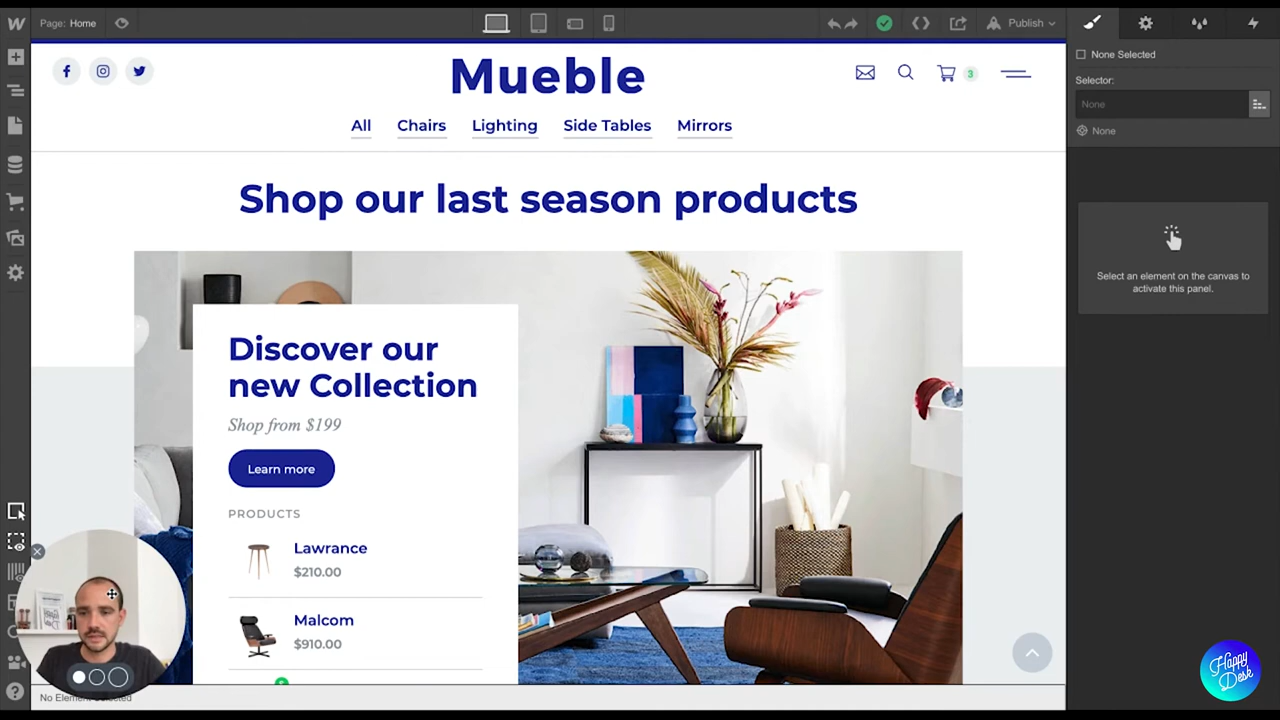 Page: Home
Publish
None Selected
Selector:
None
None
Mueble
3
All Chairs Lighting Side Tables Mirrors
Shop our last season products
Select an element on the canvas to
activate this panel.
Discover our
new Collection
Shop from $199
Learn more
PRODUCTS
Lawrance
$210.00
Malcom
$910.00
Happy
Desk